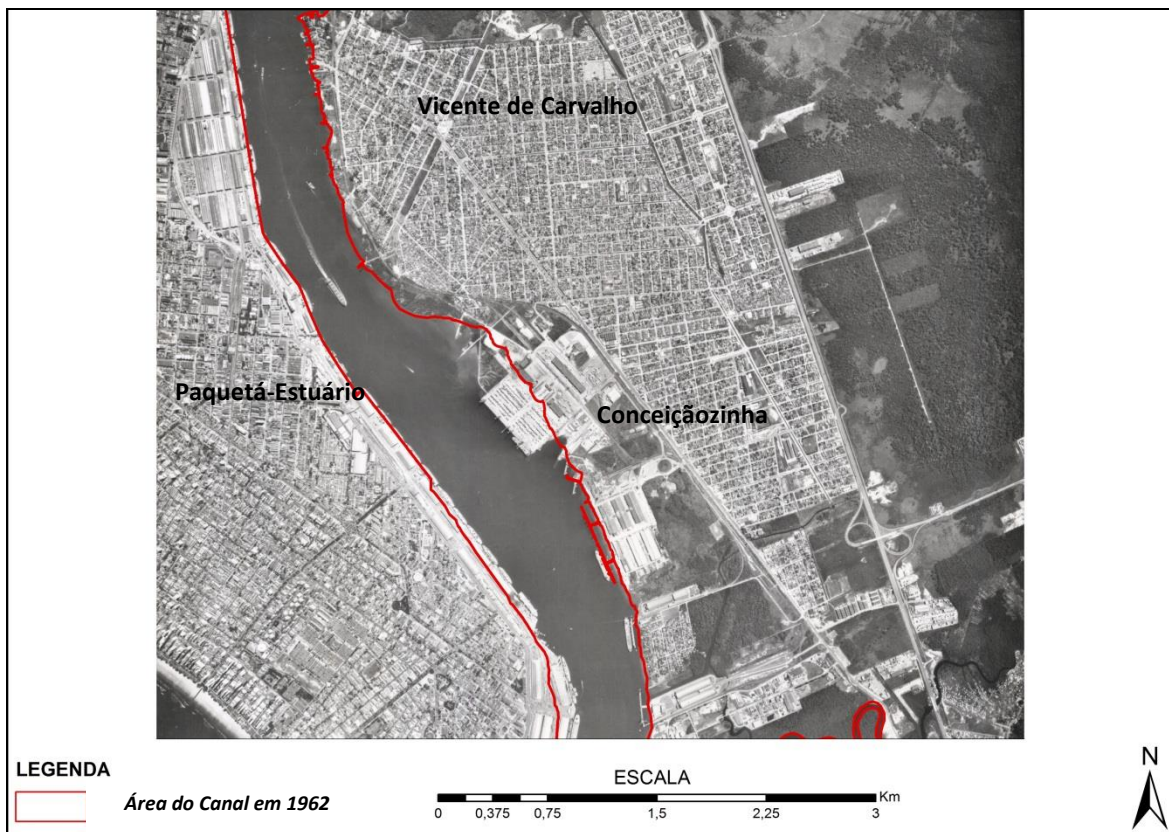 Vicente de Carvalho
Paquetá-Estuário
Conceiçãozinha
LEGENDA
Área do Canal em 1962
ESCALA
Km
0 0,375 0,75 1,5 2,25 3
N